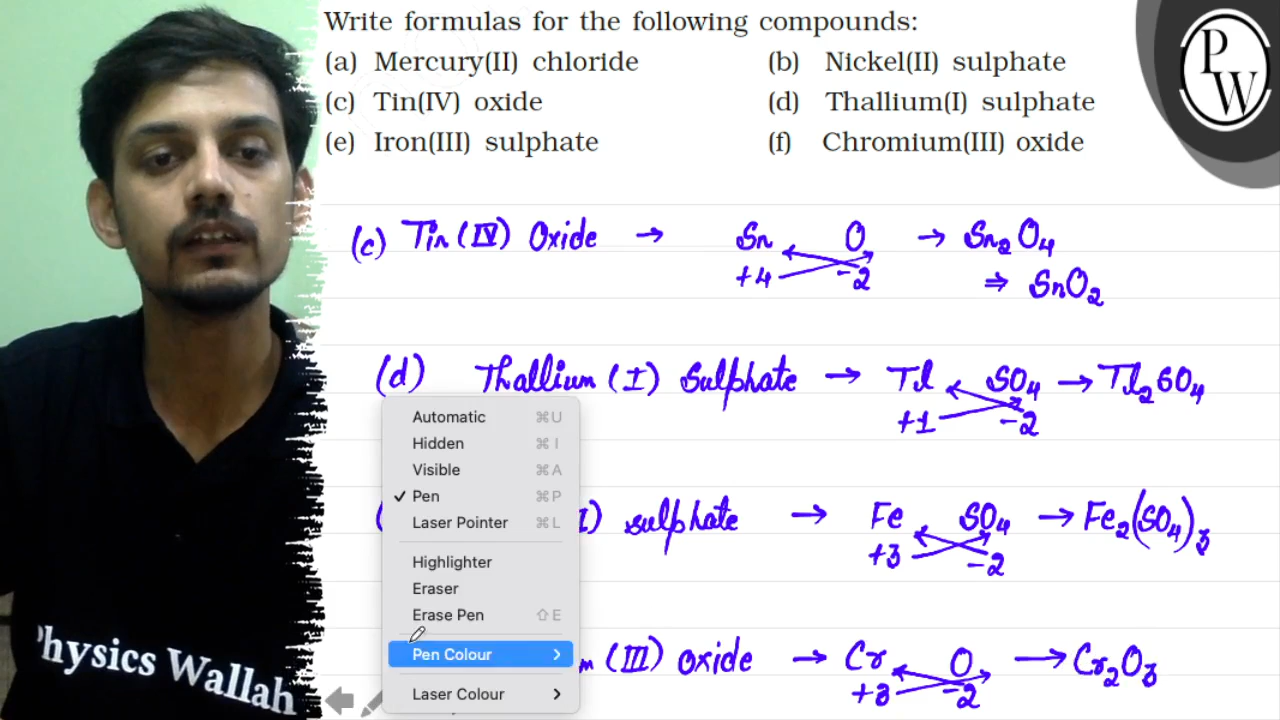 Write formulas for the following compounds:
(a) Mercury(II) chloride (b) Nickel(II) sulphate
(c) Tin(IV) oxide (d) Thallium(I) sulphate
(e) Iron(III) sulphate (f) Chromium(III) oxide
P
W
(c) Tin (IV) Oxide → Sn O → Sn₂O₄
+4 -2 ⇒ SnO₂
(d) Thallium (I) Sulphate → Tl SO₄ → Tl₂SO₄
+1 -2
Automatic ⌘U
Hidden ⌘I
Visible ⌘A
✓ Pen ⌘P
Laser Pointer ⌘L
Highlighter
Eraser
Erase Pen ⇧E
Pen Colour >
Laser Colour >
( I) sulphate → Fe SO₄ → Fe₂(SO₄)₃
+3 -2
m (III) oxide → Cr O → Cr₂O₃
+3 -2
Physics Wallah